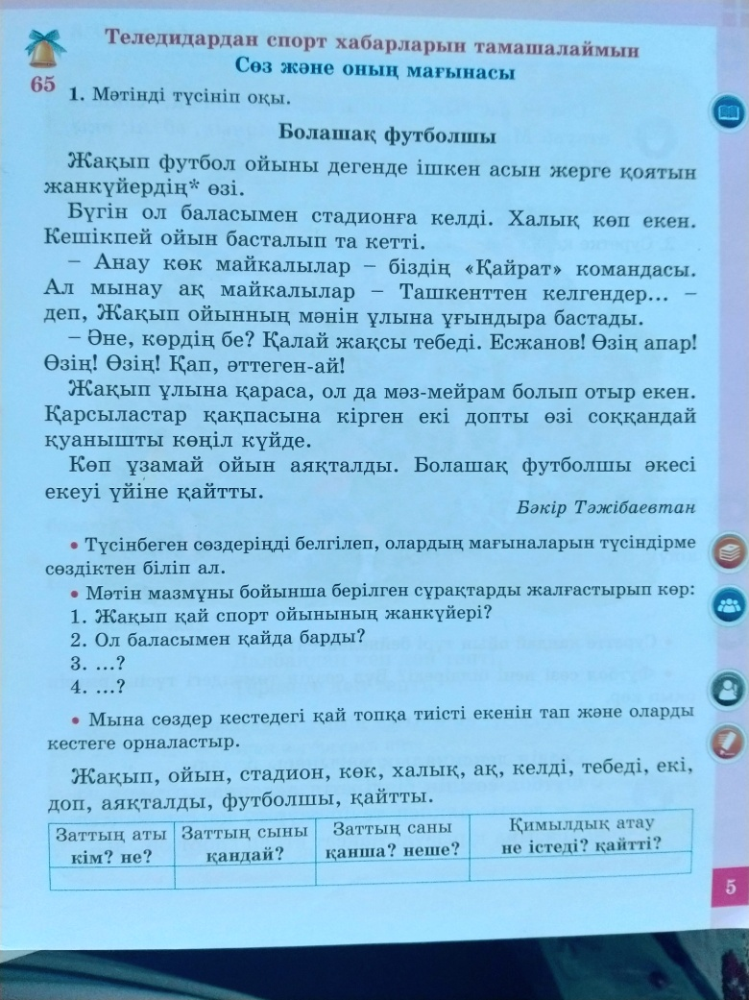 Теледидардан спорт хабарларын тамашалаймын
Сөз және оның мағынасы
65
1. Мәтінді түсініп оқы.
Болашақ футболшы
Жақып футбол ойыны дегенде ішкен асын жерге қоятын
жанкүйердің* өзі.
Бүгін ол баласымен стадионға келді. Халық көп екен.
Кешікпей ойын басталып та кетті.
– Анау көк майкалылар – біздің «Қайрат» командасы.
Ал мынау ақ майкалылар – Ташкенттен келгендер... –
деп, Жақып ойынның мәнін ұлына ұғындыра бастады.
– Әне, көрдің бе? Қалай жақсы тебеді. Есжанов! Өзің апар!
Өзің! Өзің! Қап, әттеген-ай!
Жақып ұлына қараса, ол да мәз-мейрам болып отыр екен.
Қарсыластар қақпасына кірген екі допты өзі соққандай
қуанышты көңіл күйде.
Көп ұзамай ойын аяқталды. Болашақ футболшы әкесі
екеуі үйіне қайтты.
Бәкір Тәжібаевтан
• Түсінбеген сөздеріңді белгілеп, олардың мағыналарын түсіндірме
сөздіктен біліп ал.
• Мәтін мазмұны бойынша берілген сұрақтарды жалғастырып көр:
1. Жақып қай спорт ойынының жанкүйері?
2. Ол баласымен қайда барды?
3. ...?
4. ...?
• Мына сөздер кестедегі қай топқа тиісті екенін тап және оларды
кестеге орналастыр.
Жақып, ойын, стадион, көк, халық, ақ, келді, тебеді, екі,
доп, аяқталды, футболшы, қайтты.
Заттың аты Заттың сыны Заттың саны Қимылдық атау
кім? не? қандай? қанша? неше? не істеді? қайтті?
5